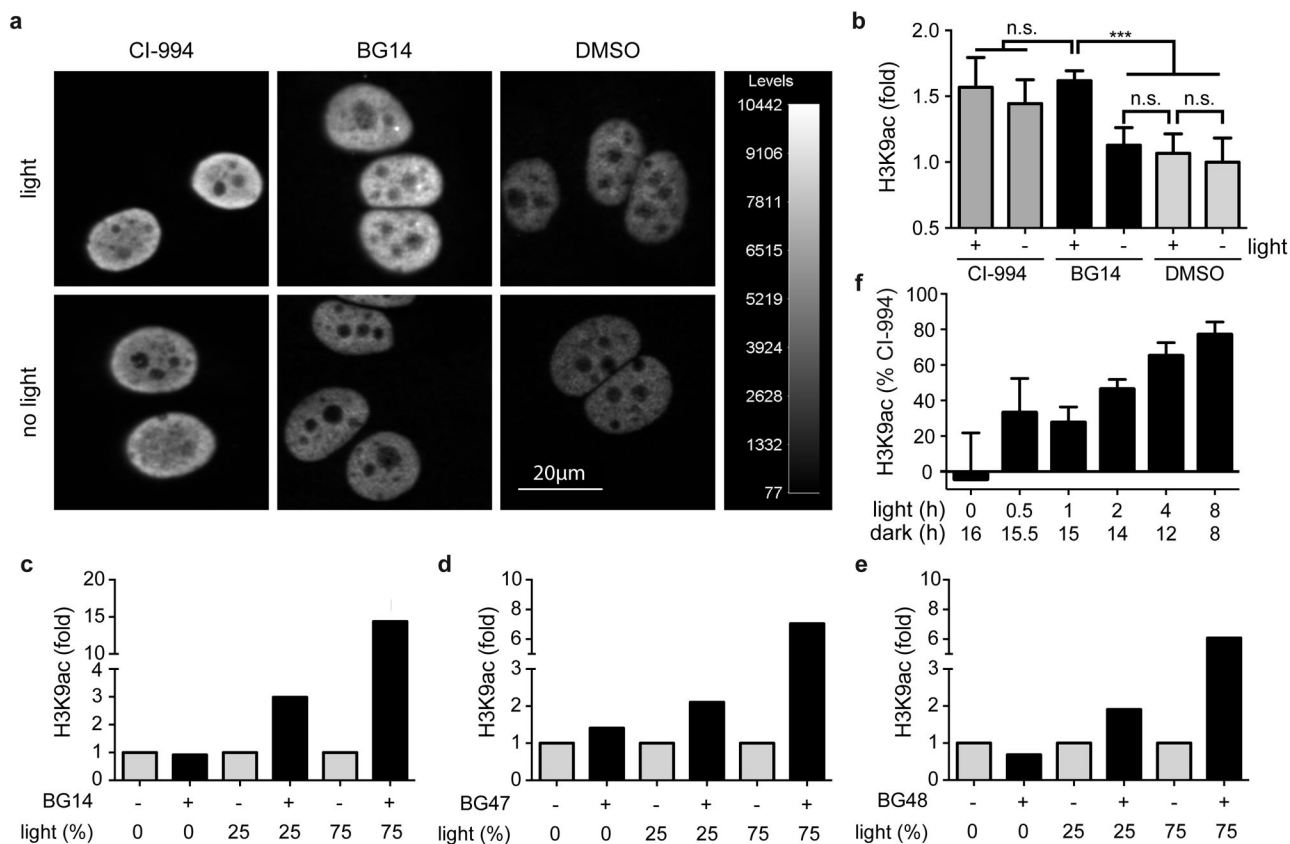 a
CI-994 BG14 DMSO
light
no light
Levels
10442
9106
7811
6515
5219
3924
2628
1332
77
20μm
b
H3K9ac (fold)
2.0
1.5
1.0
0.5
n.s.
***
n.s. n.s.
+ - + - + - light
CI-994 BG14 DMSO
f
H3K9ac (% CI-994)
100
80
60
40
20
0
light (h) 0 0.5 1 2 4 8
dark (h) 16 15.5 15 14 12 8
c
H3K9ac (fold)
20
15
10
4
3
2
1
0
BG14 - + - + - +
light (%) 0 0 25 25 75 75
d
H3K9ac (fold)
10
8
6
3
2
1
0
BG47 - + - + - +
light (%) 0 0 25 25 75 75
e
H3K9ac (fold)
10
8
6
3
2
1
0
BG48 - + - + - +
light (%) 0 0 25 25 75 75